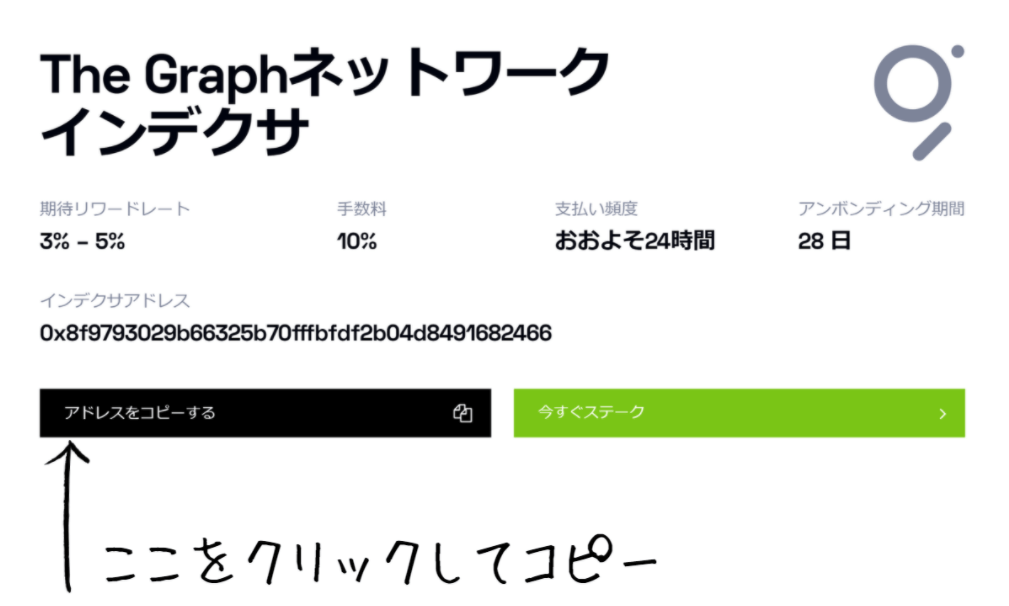 The Graphネットワーク
インデクサ
期待リワードレート 手数料 支払い頻度 アンボンディング期間
3% – 5% 10% おおよそ24時間 28 日
インデクサアドレス
0x8f9793029b66325b70fffbfdf2b04d8491682466
アドレスをコピーする 今すぐステーク
ここをクリックしてコピー